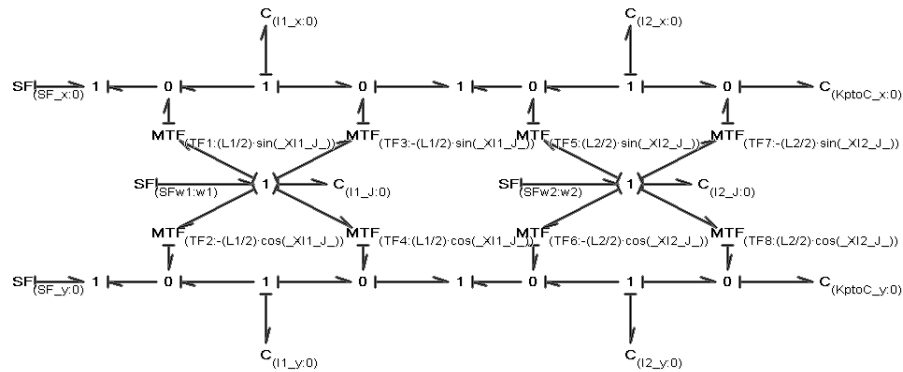 C(I1_x:0) C(I2_x:0)
SF(SF_x:0) 1 0 1 0 1 0 1 0 C(KptoC_x:0)
MTF(TF1:(L1/2)·sin(_XI1_J_)) MTF(TF3:-(L1/2)·sin(_XI1_J_)) MTF(TF5:(L2/2)·sin(_XI2_J_)) MTF(TF7:-(L2/2)·sin(_XI2_J_))
SF(SFw1:w1) 1 C(I1_J:0) SF(SFw2:w2) 1 C(I2_J:0)
MTF(TF2:-(L1/2)·cos(_XI1_J_)) MTF(TF4:(L1/2)·cos(_XI1_J_)) MTF(TF6:-(L2/2)·cos(_XI2_J_)) MTF(TF8:(L2/2)·cos(_XI2_J_))
SF(SF_y:0) 1 0 1 0 1 0 1 0 C(KptoC_y:0)
C(I1_y:0) C(I2_y:0)